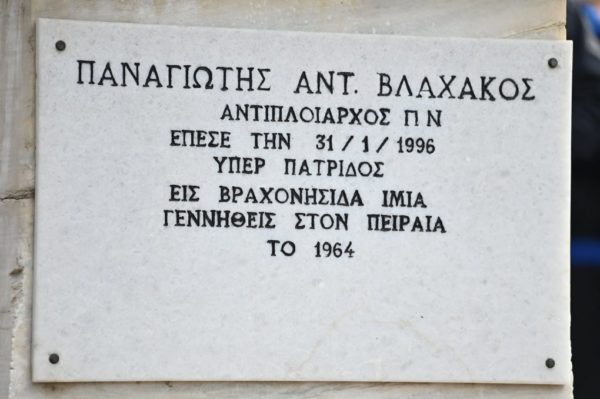 ΠΑΝΑΓΙΩΤΗΣ ΑΝΤ. ΒΛΑΧΑΚΟΣ
ΑΝΤΙΠΛΟΙΑΡΧΟΣ Π Ν
ΕΠΕΣΕ ΤΗΝ 31/1/1996
ΥΠΕΡ ΠΑΤΡΙΔΟΣ
ΕΙΣ ΒΡΑΧΟΝΗΣΙΔΑ ΙΜΙΑ
ΓΕΝΝΗΘΕΙΣ ΣΤΟΝ ΠΕΙΡΑΙΑ
ΤΟ 1964